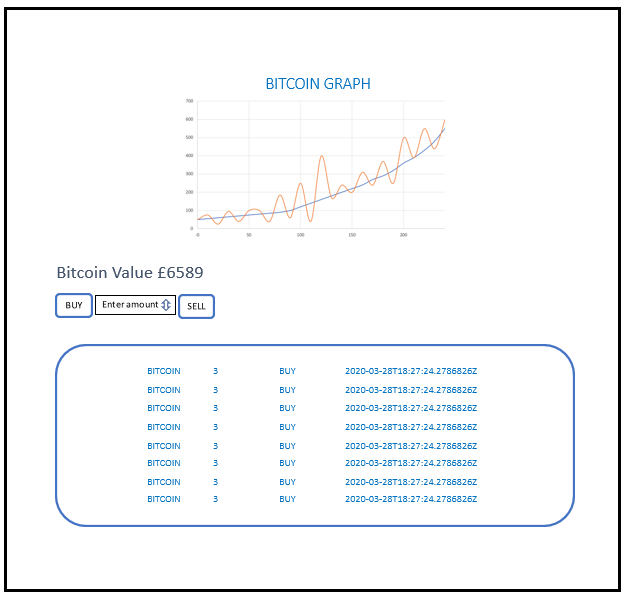 BITCOIN GRAPH
700
600
500
400
300
200
100
0
0 50 100 150 200
Bitcoin Value £6589
BUY Enter amount SELL
BITCOIN 3 BUY 2020-03-28T18:27:24.2786826Z
BITCOIN 3 BUY 2020-03-28T18:27:24.2786826Z
BITCOIN 3 BUY 2020-03-28T18:27:24.2786826Z
BITCOIN 3 BUY 2020-03-28T18:27:24.2786826Z
BITCOIN 3 BUY 2020-03-28T18:27:24.2786826Z
BITCOIN 3 BUY 2020-03-28T18:27:24.2786826Z
BITCOIN 3 BUY 2020-03-28T18:27:24.2786826Z
BITCOIN 3 BUY 2020-03-28T18:27:24.2786826Z